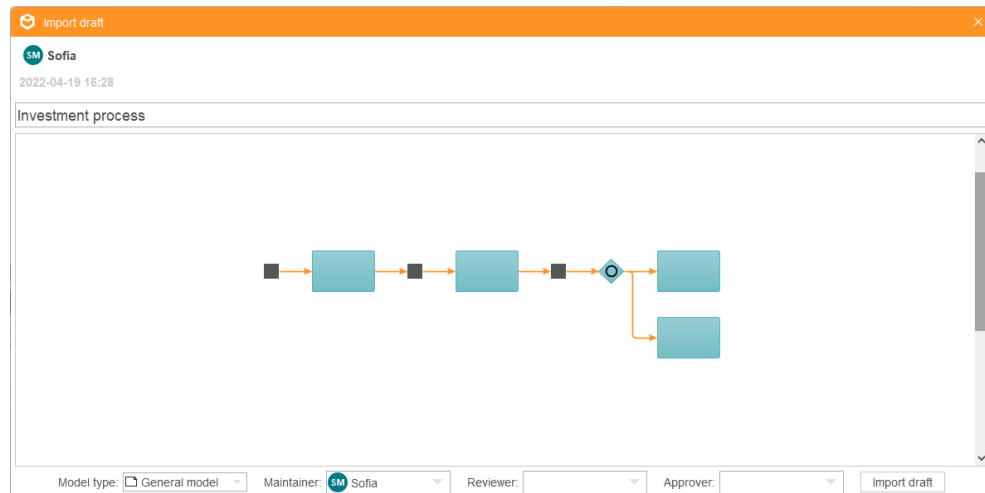 Import draft
SM Sofia
2022-04-19 16:28
Investment process
Model type: General model Maintainer: SM Sofia Reviewer: Approver: Import draft